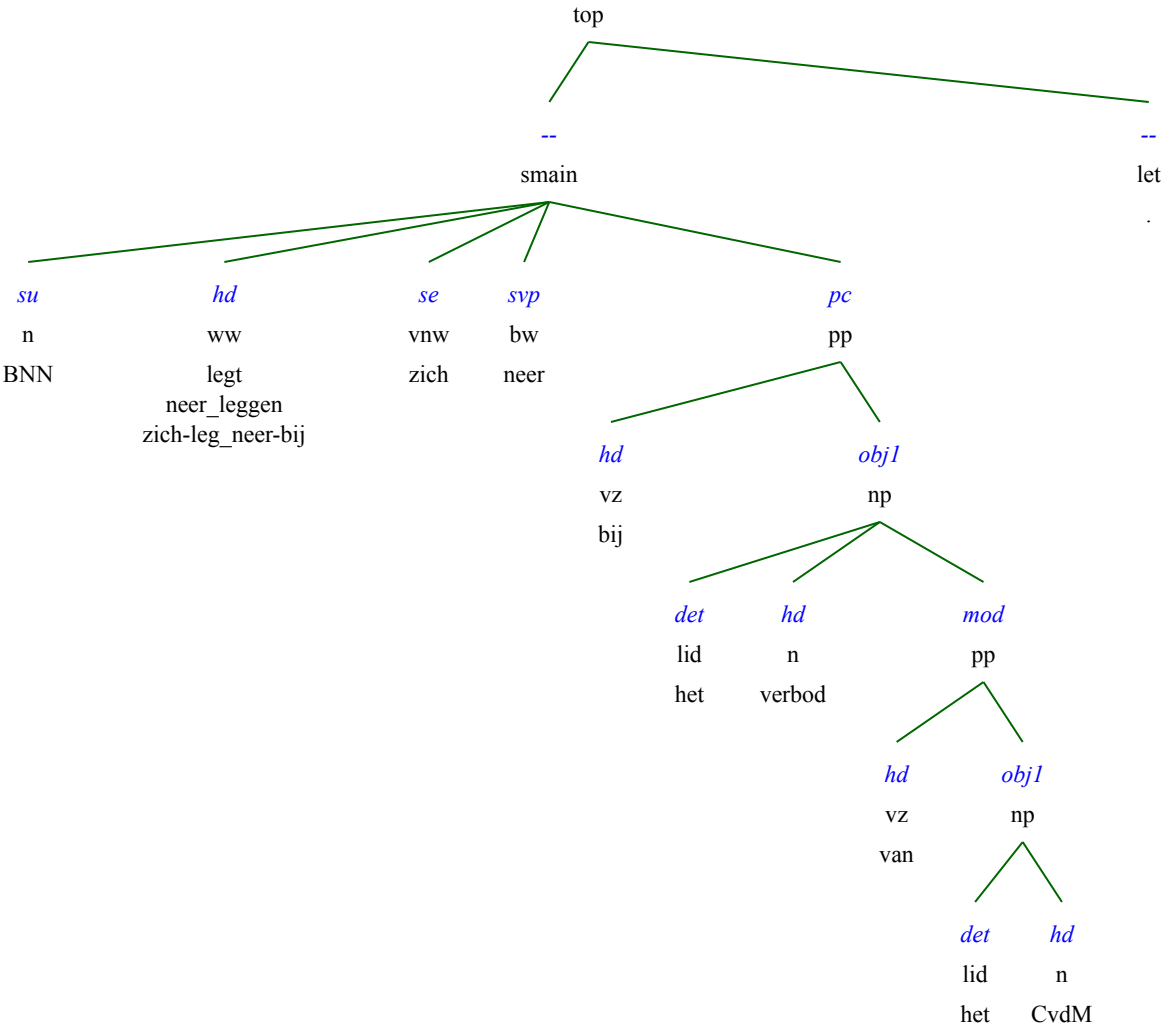 top
-- --
smain let
.
su hd se svp pc
n ww vnw bw pp
BNN legt zich neer
neer_leggen
zich-leg_neer-bij
hd obj1
vz np
bij
det hd mod
lid n pp
het verbod
hd obj1
vz np
van
det hd
lid n
het CvdM